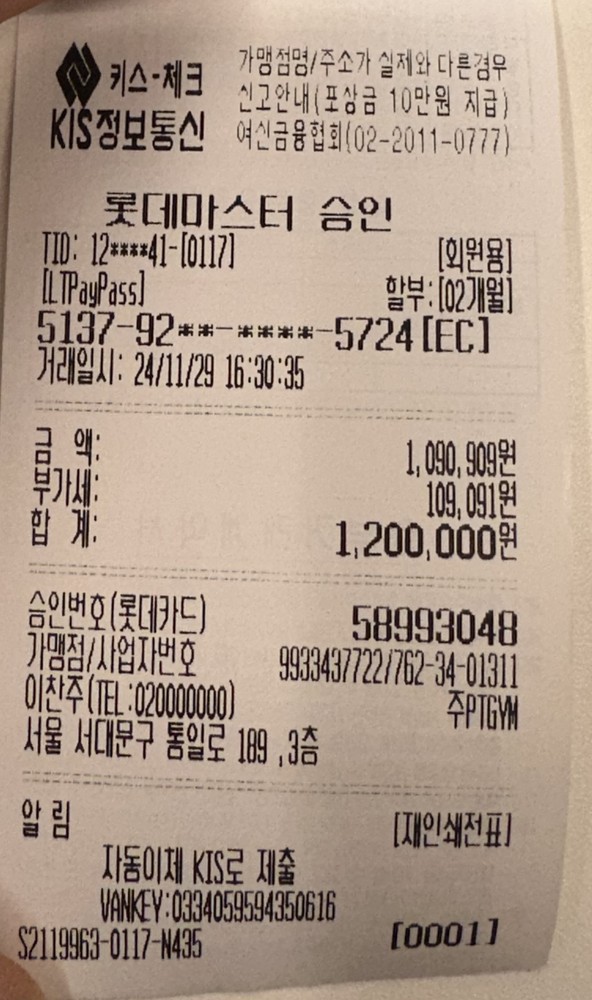 키스-체크
KIS정보통신
가맹점명/주소가 실제와 다른경우
신고안내(포상금 10만원 지급)
여신금융협회(02-2011-0777)
롯데마스터 승인
TID: 12****41-[0117] [회원용]
[LTPayPass] 할부:[02개월]
5137-92**-****-5724[EC]
거래일시: 24/11/29 16:30:35
금 액: 1,090,909원
부가세: 109,091원
합 계: 1,200,000원
승인번호(롯데카드) 58993048
가맹점/사업자번호 9933437722/762-34-01311
이찬주(TEL:020000000) 주PTGYM
서울 서대문구 통일로 189 ,3층
알 림 [재인쇄전표]
자동이체 KIS로 제출
VANKEY:0334059594350616
S2119963-0117-N435 [0001]